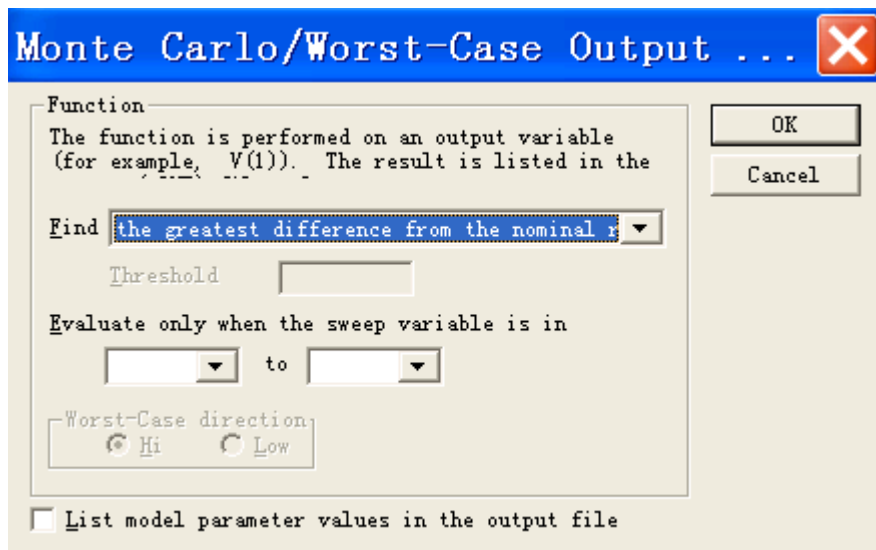 Monte Carlo/Worst-Case Output ...
Function
The function is performed on an output variable
(for example, V(1)). The result is listed in the
Find the greatest difference from the nominal r
Threshold
Evaluate only when the sweep variable is in
to
Worst-Case direction
Hi Low
List model parameter values in the output file
OK
Cancel